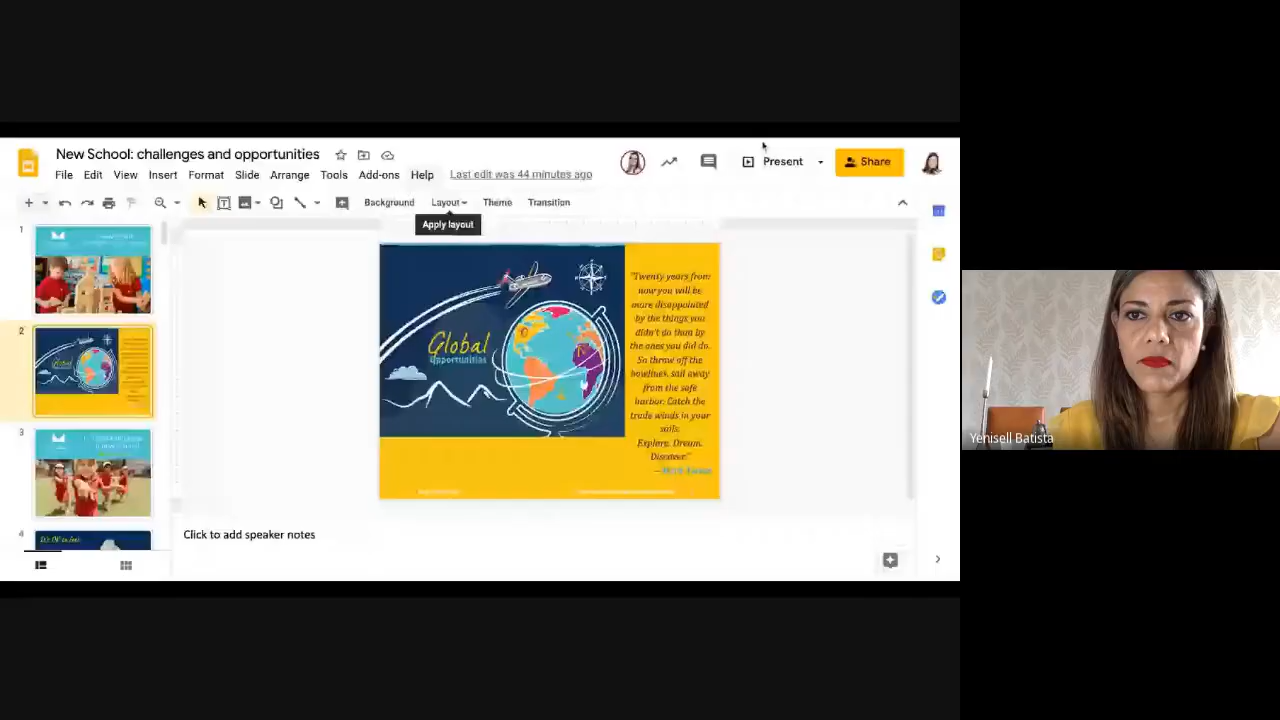 New School: challenges and opportunities
Present
Share
File Edit View Insert Format Slide Arrange Tools Add-ons Help Last edit was 44 minutes ago
Background Layout Theme Transition
Apply layout
1
2
3
4
Global
Opportunities
"Twenty years from
now you will be
more disappointed
by the things you
didn't do than by
the ones you did do.
So throw off the
bowlines, sail away
from the safe
harbor. Catch the
trade winds in your
sails.
Explore. Dream.
Discover."
Click to add speaker notes
Yenisell Batista